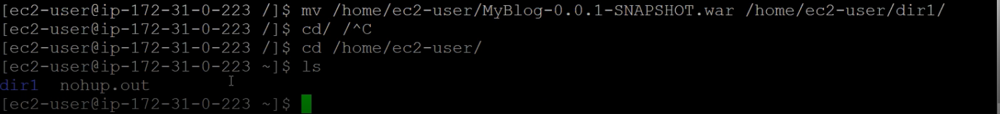 [ec2-user@ip-172-31-0-223 /]$ mv /home/ec2-user/MyBlog-0.0.1-SNAPSHOT.war /home/ec2-user/dir1/
[ec2-user@ip-172-31-0-223 /]$ cd/ /^C
[ec2-user@ip-172-31-0-223 /]$ cd /home/ec2-user/
[ec2-user@ip-172-31-0-223 ~]$ ls
dir1  nohup.out
[ec2-user@ip-172-31-0-223 ~]$